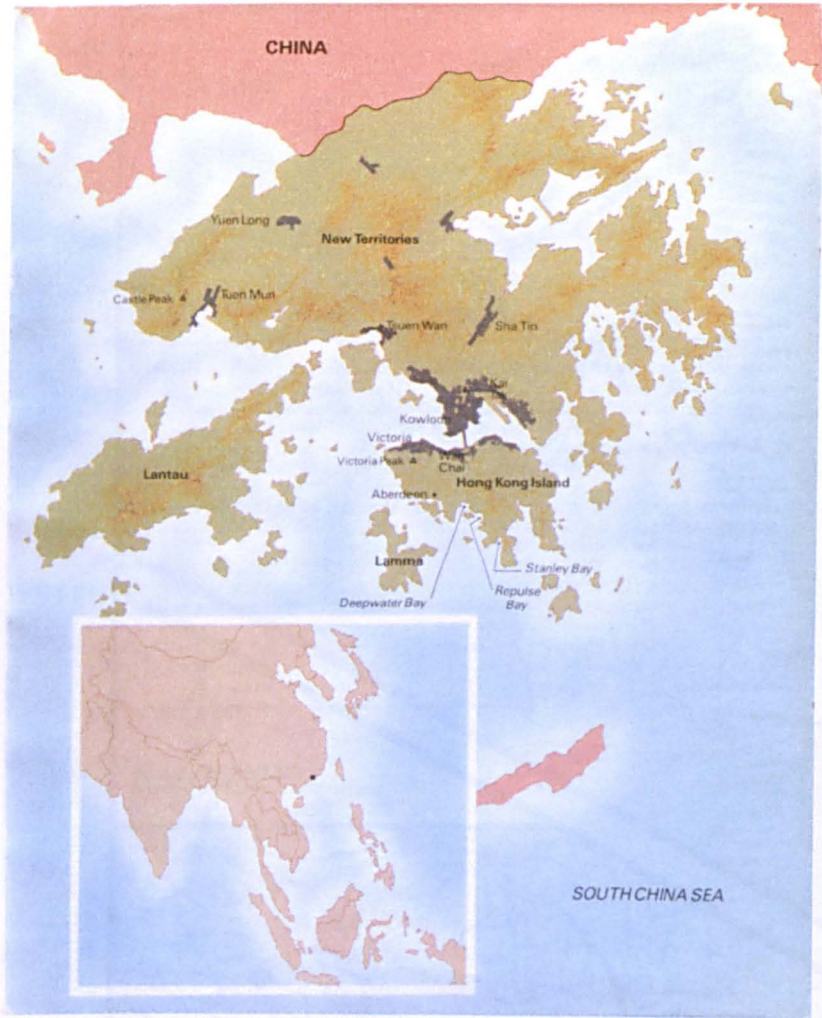 CHINA
Yuen Long
New Territories
Castle Peak
Tuen Mun
Tsuen Wan
Sha Tin
Kowloon
Victoria
Victoria Peak
Wan
Chai
Hong Kong Island
Aberdeen
Lantau
Lamma
Stanley Bay
Repulse
Bay
Deepwater Bay
SOUTH CHINA SEA